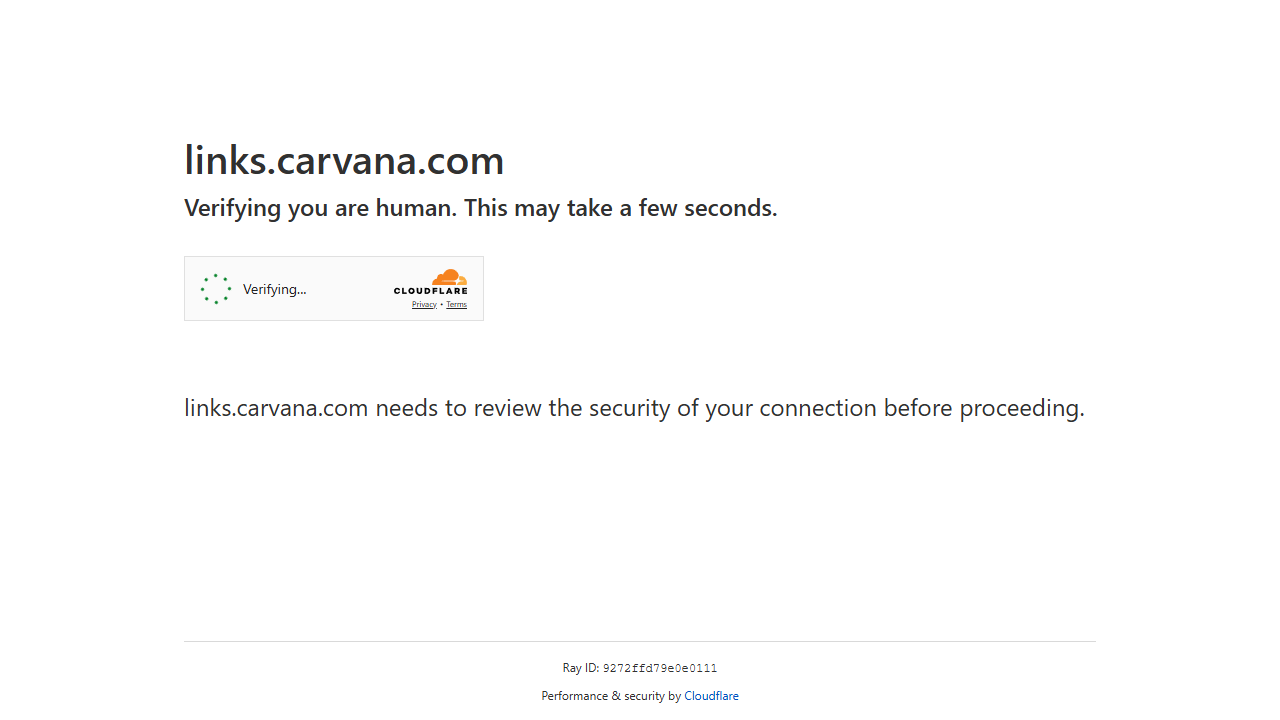 links.carvana.com
Verifying you are human. This may take a few seconds.
Verifying...
CLOUDFLARE
Privacy • Terms
links.carvana.com needs to review the security of your connection before proceeding.
Ray ID: 9272ffd79e0e0111
Performance & security by Cloudflare